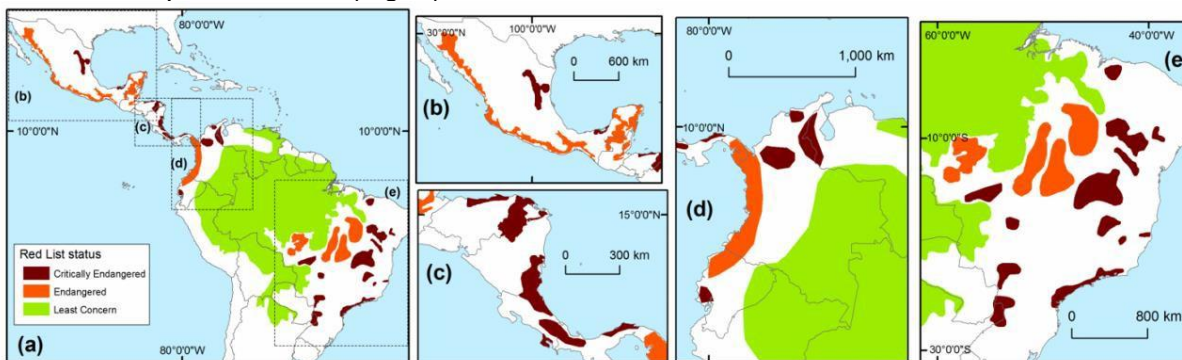 80°0'0"W
(b)
10°0'0"N
10°0'0"N
(c)
(d)
(e)
Red List status
Critically Endangered
Endangered
Least Concern
(a)
80°0'0"W
100°0'0"W
30°0'0"N
0 600 km
(b)
15°0'0"N
0 300 km
(c)
80°0'0"W
0 1,000 km
10°0'0"N
(d)
60°0'0"W
40°0'0"W
(e)
10°0'0"S
0 800 km
30°0'0"S